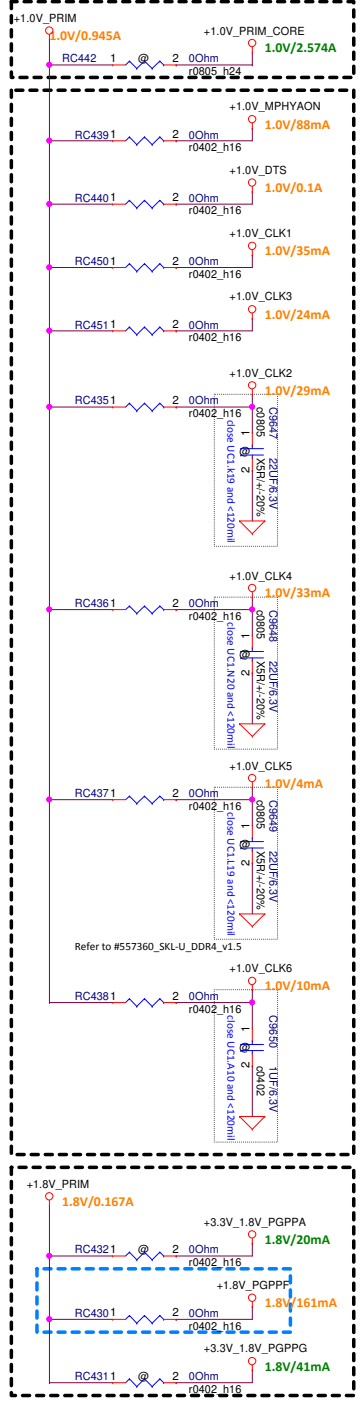 +1.0V_PRIM
1.0V/0.945A
+1.0V_PRIM_CORE
1.0V/2.574A
RC442 1 @ 2 0Ohm
r0805_h24
+1.0V_MPHYAON
1.0V/88mA
RC439 1 2 0Ohm
r0402_h16
+1.0V_DTS
1.0V/0.1A
RC440 1 2 0Ohm
r0402_h16
+1.0V_CLK1
1.0V/35mA
RC450 1 2 0Ohm
r0402_h16
+1.0V_CLK3
1.0V/24mA
RC451 1 2 0Ohm
r0402_h16
+1.0V_CLK2
1.0V/29mA
RC435 1 2 0Ohm
r0402_h16
C9647 22UF/6.3V
c0805 X5R/+/-20%
1 @ 2
close UC1.k19 and <120mil
+1.0V_CLK4
1.0V/33mA
RC436 1 2 0Ohm
r0402_h16
C9648 22UF/6.3V
c0805 X5R/+/-20%
1 @ 2
close UC1.N20 and <120mil
+1.0V_CLK5
1.0V/4mA
RC437 1 2 0Ohm
r0402_h16
C9649 22UF/6.3V
c0805 X5R/+/-20%
1 @ 2
close UC1.L19 and <120mil
Refer to #557360_SKL-U_DDR4_v1.5
+1.0V_CLK6
1.0V/10mA
RC438 1 2 0Ohm
r0402_h16
C9650 1UF/6.3V
1 @ 2 c0402
close UC1.A10 and <120mil
+1.8V_PRIM
1.8V/0.167A
+3.3V_1.8V_PGPPA
1.8V/20mA
RC432 1 @ 2 0Ohm
r0402_h16
+1.8V_PGPPF
1.8V/161mA
RC430 1 2 0Ohm
r0402_h16
+3.3V_1.8V_PGPPG
1.8V/41mA
RC431 1 @ 2 0Ohm
r0402_h16